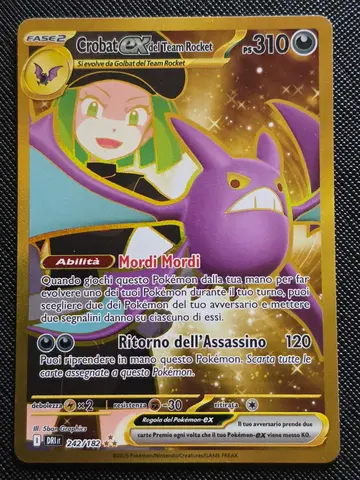 FASE 2
Crobat ex del Team Rocket
PS 310
Si evolve da Golbat del Team Rocket
Abilità Mordi Mordi
Quando giochi questo Pokémon dalla tua mano per far
evolvere uno dei tuoi Pokémon durante il tuo turno, puoi
scegliere due dei Pokémon del tuo avversario e mettere
due segnalini danno su ciascuno di essi.
Ritorno dell'Assassino 120
Puoi riprendere in mano questo Pokémon. Scarta tutte le
carte assegnate a questo Pokémon.
debolezza x2 resistenza -30 ritirata
Ill. 5ban Graphics
Regola del Pokémon-ex
Il tuo avversario prende due
carte Premio ogni volta che il tuo Pokémon-ex viene messo KO.
DRI IT 242/182
©2025 Pokémon/Nintendo/Creatures/GAME FREAK